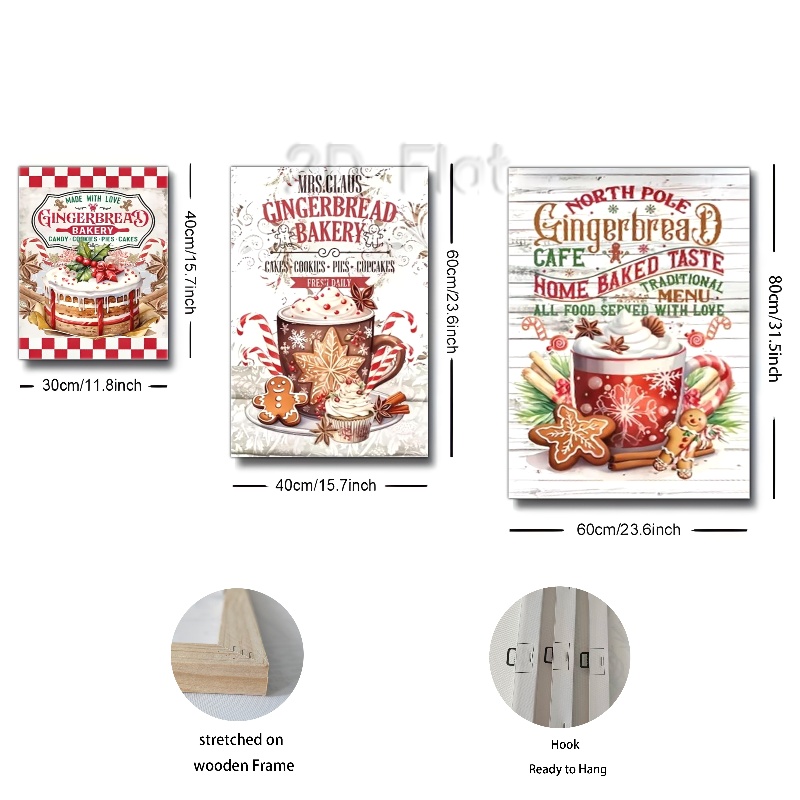 2D Flat
MADE WITH LOVE
GINGERBREAD
BAKERY
CANDY · COOKIES · PIES · CAKES
40cm/15.7inch
30cm/11.8inch
MRS.CLAUS
GINGERBREAD
BAKERY
CAKES · COOKIES · PIES · CUPCAKES
FRESH DAILY
60cm/23.6inch
40cm/15.7inch
NORTH POLE
GingerbreaD
CAFE
HOME BAKED TASTE
TRADITIONAL
MENU
ALL FOOD SERVED WITH LOVE
80cm/31.5inch
60cm/23.6inch
stretched on
wooden Frame
Hook
Ready to Hang